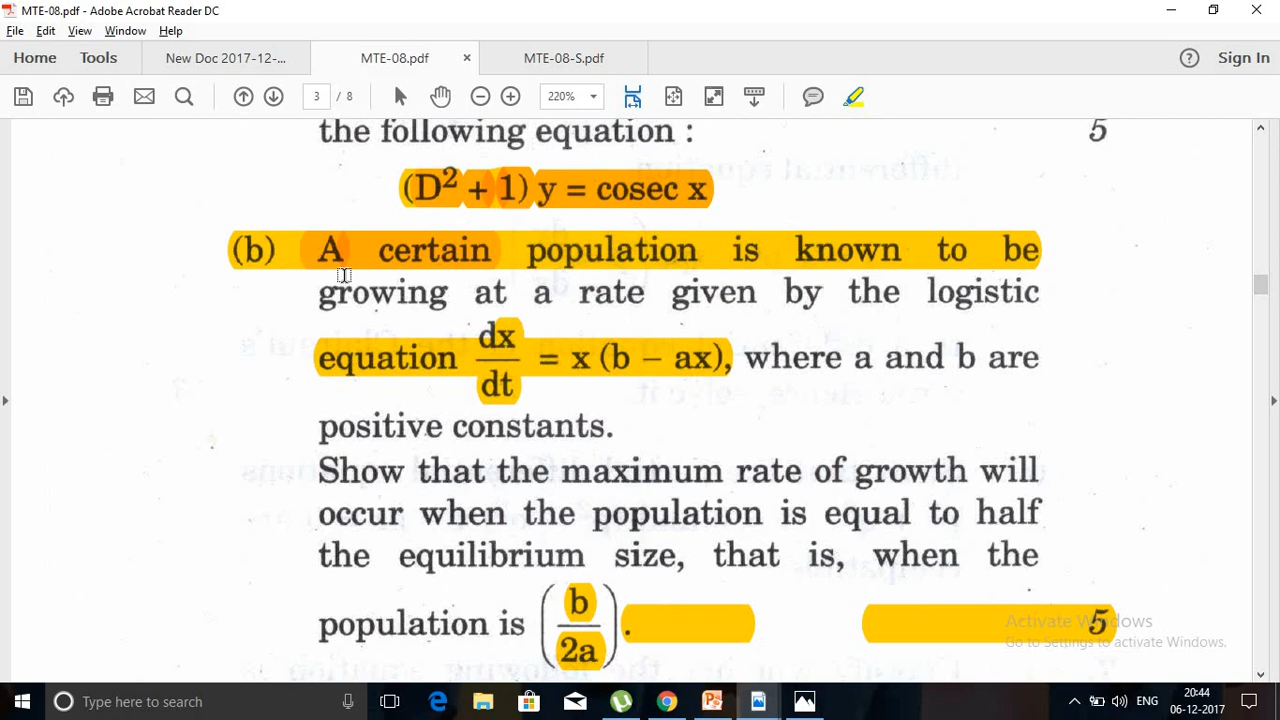 MTE-08.pdf - Adobe Acrobat Reader DC
File Edit View Window Help
Home Tools New Doc 2017-12-... MTE-08.pdf × MTE-08-S.pdf ? Sign In
3 / 8 220%
the following equation : 5
(D² + 1) y = cosec x
(b) A certain population is known to be
growing at a rate given by the logistic
equation dx/dt = x (b – ax), where a and b are
positive constants.
Show that the maximum rate of growth will
occur when the population is equal to half
the equilibrium size, that is, when the
population is (b/2a). 5
Activate Windows
Go to Settings to activate Windows.
Type here to search
ENG 20:44
06-12-2017